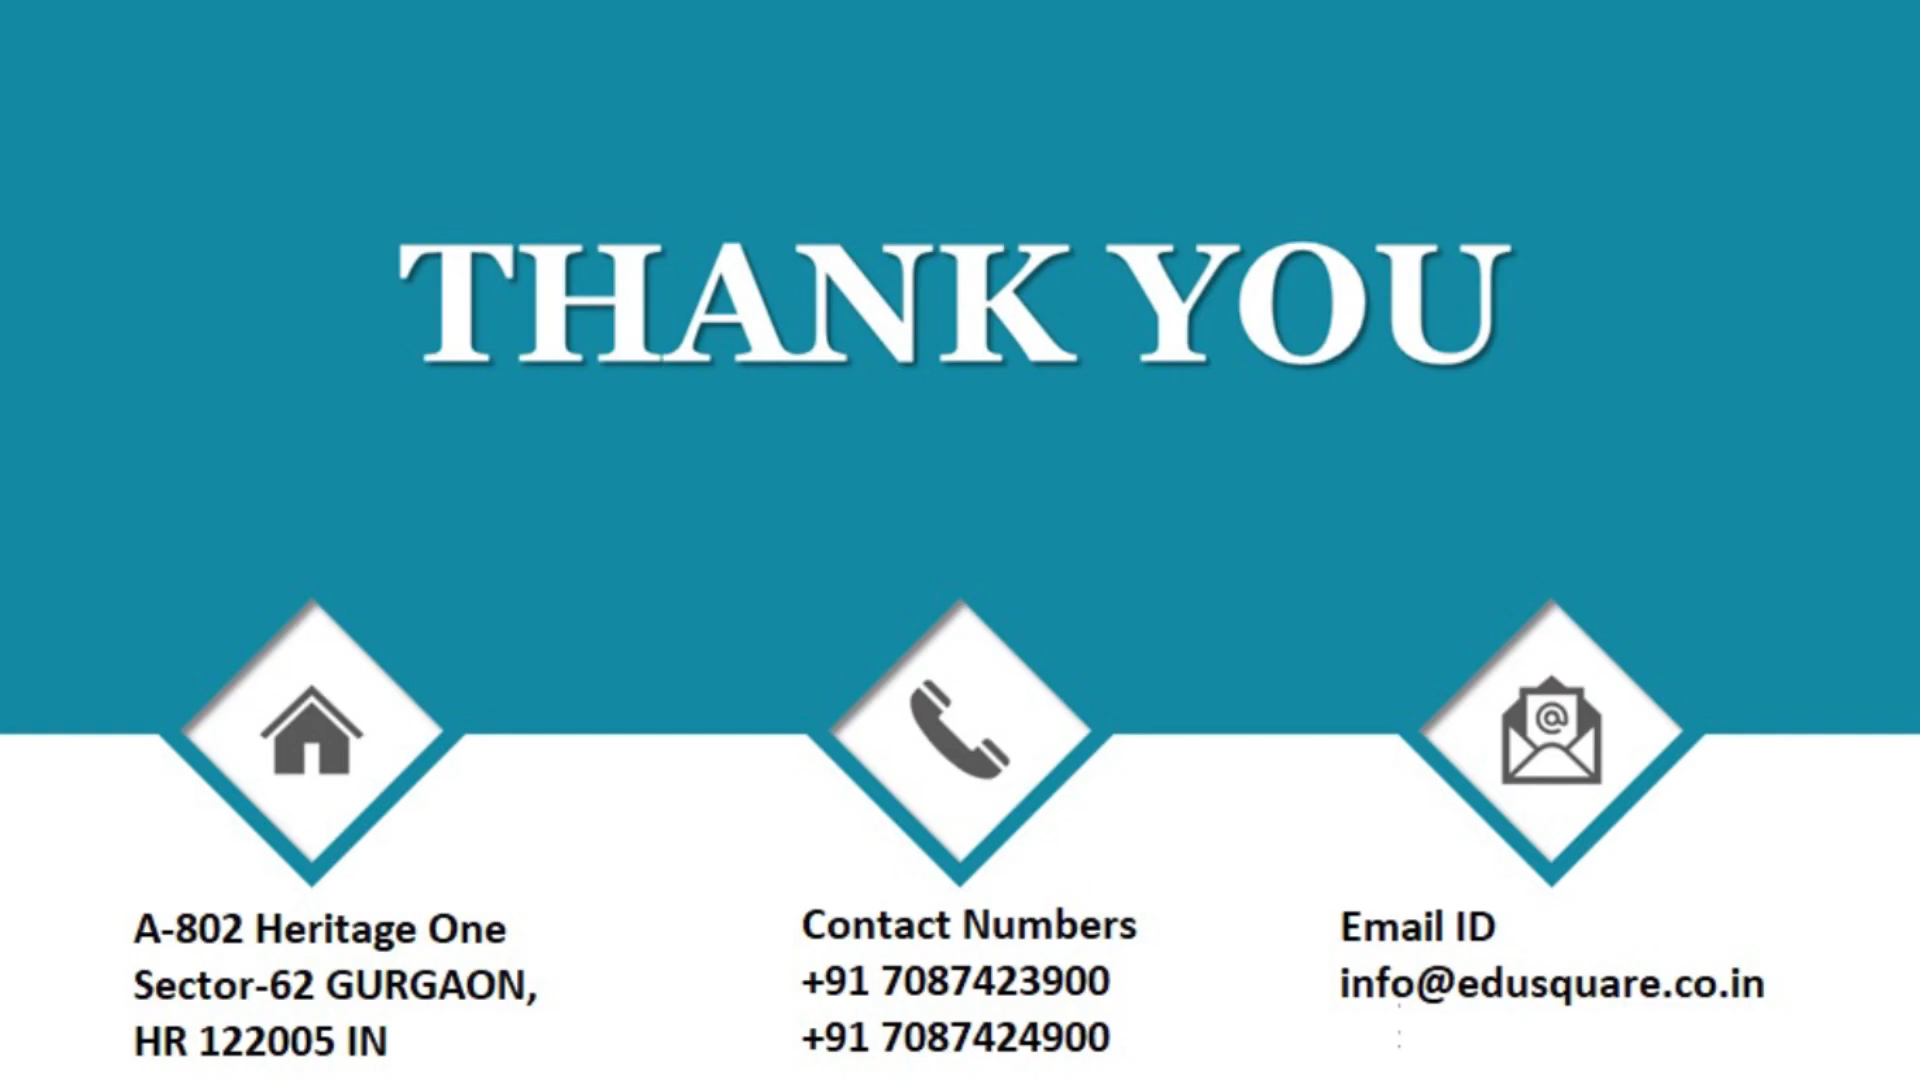 THANK YOU
A-802 Heritage One
Sector-62 GURGAON,
HR 122005 IN
Contact Numbers
+91 7087423900
+91 7087424900
Email ID
info@edusquare.co.in